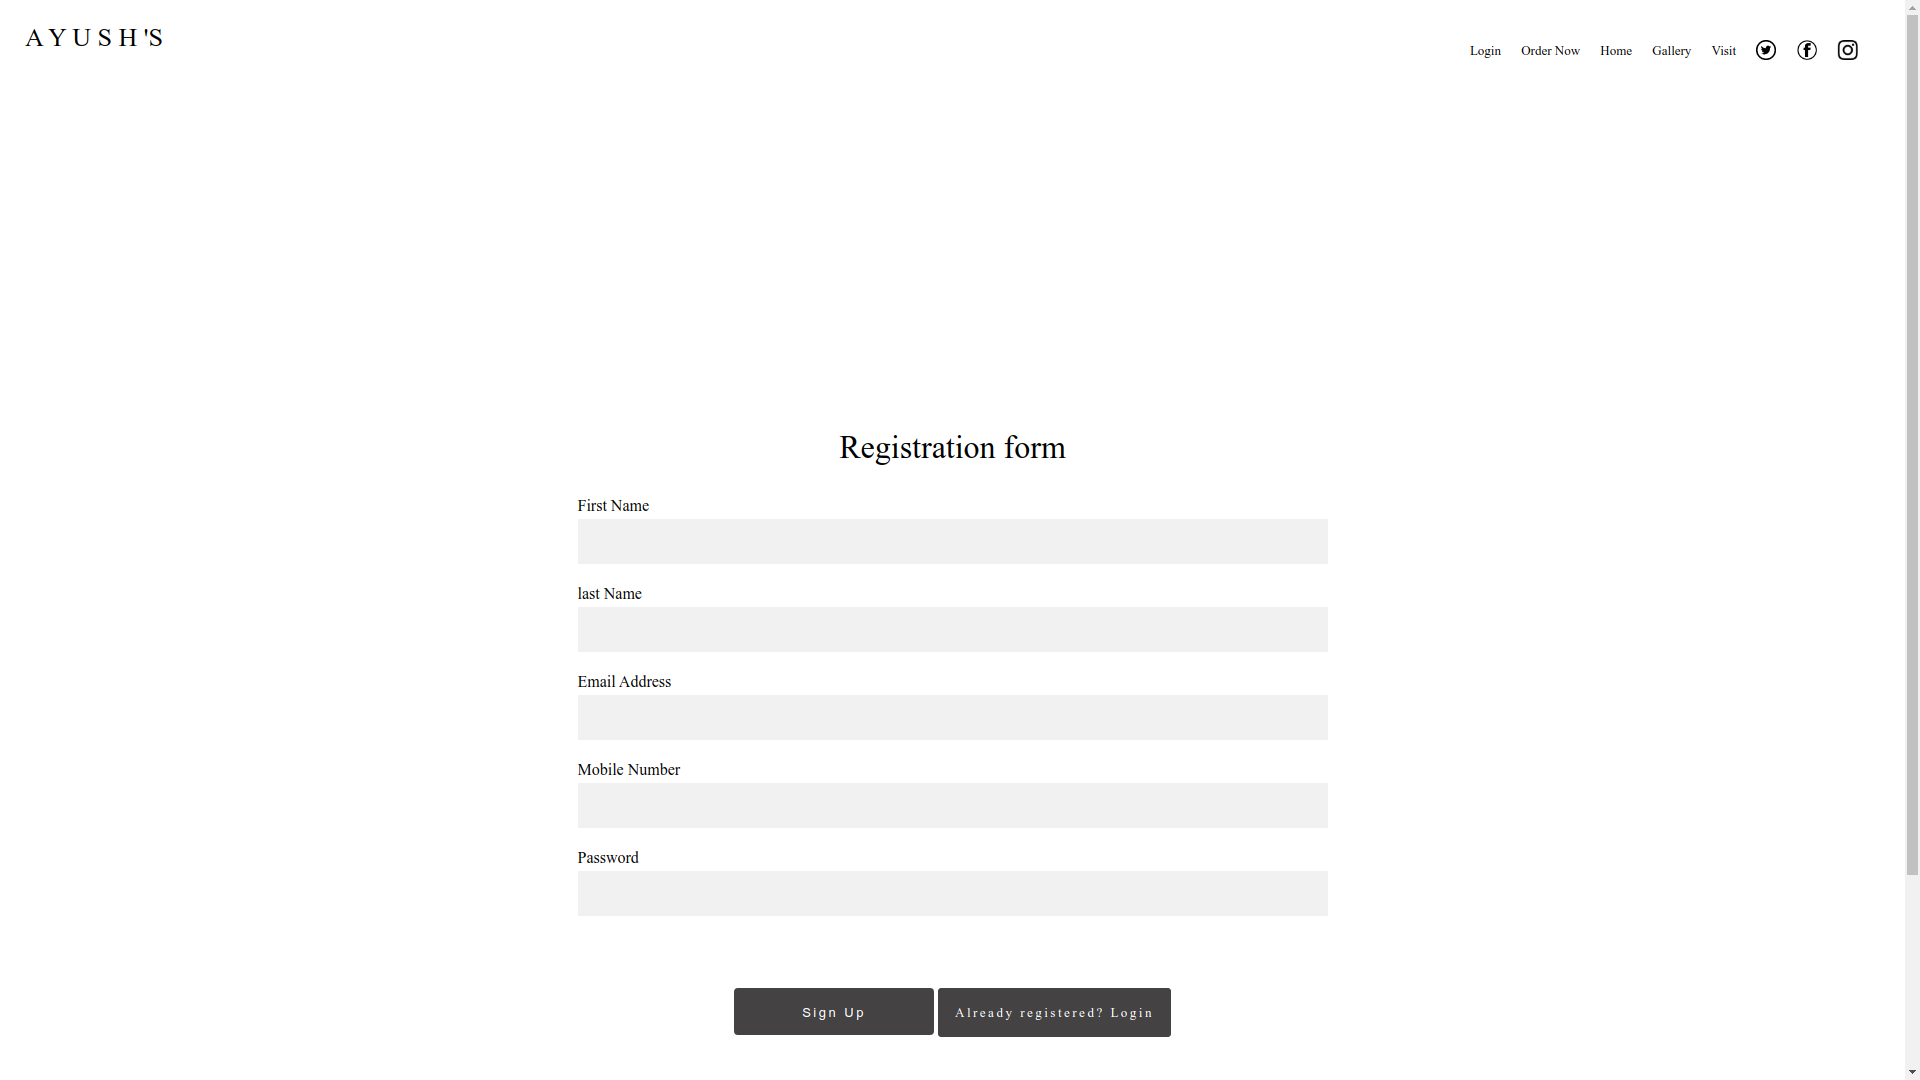 AYUSH'S
Login Order Now Home Gallery Visit
Registration form
First Name
last Name
Email Address
Mobile Number
Password
Sign Up Already registered? Login